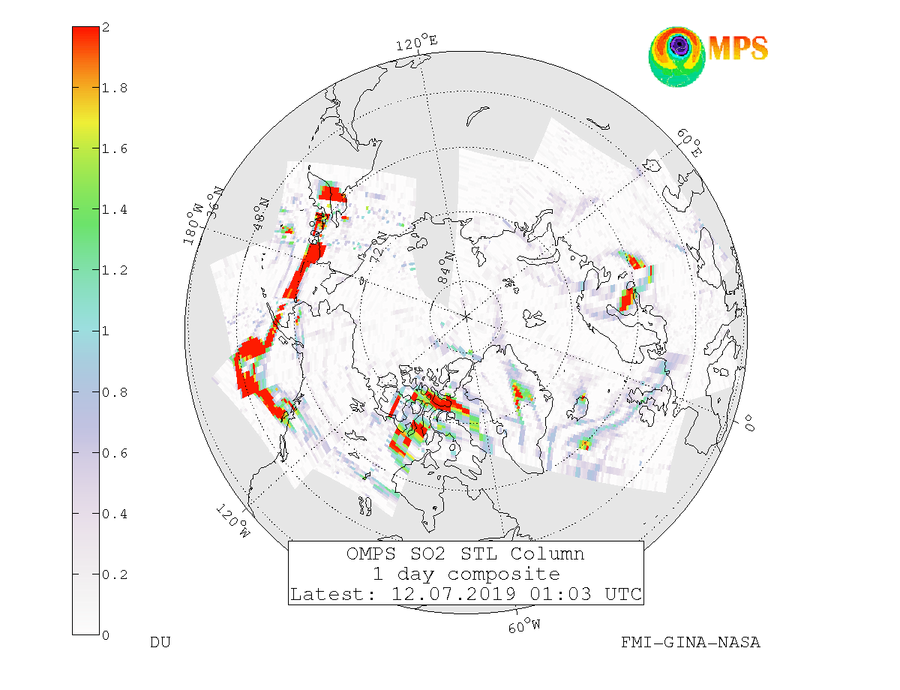 2
1.8
1.6
1.4
1.2
1
0.8
0.6
0.4
0.2
0
DU
120°E
60°E
MPS
180°W
36°N
48°N
72°N
84°N
0°
120°W
60°W
OMPS SO2 STL Column
1 day composite
Latest: 12.07.2019 01:03 UTC
FMI-GINA-NASA